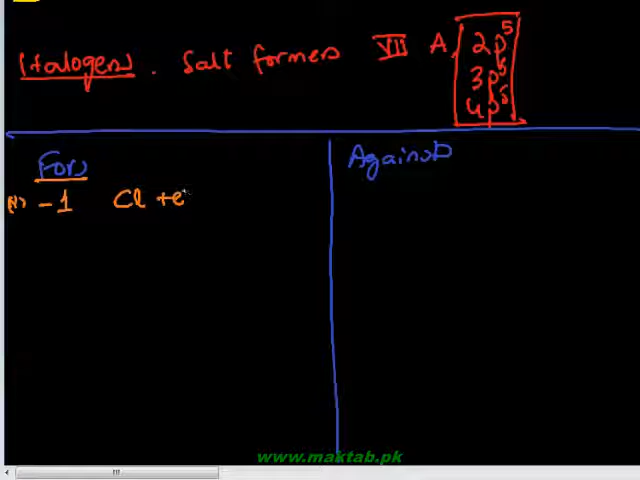 Halogens. Salt formers VII A. 2p⁵
3p⁵
4p⁵
For Against
-1 Cl +e
www.maktab.pk